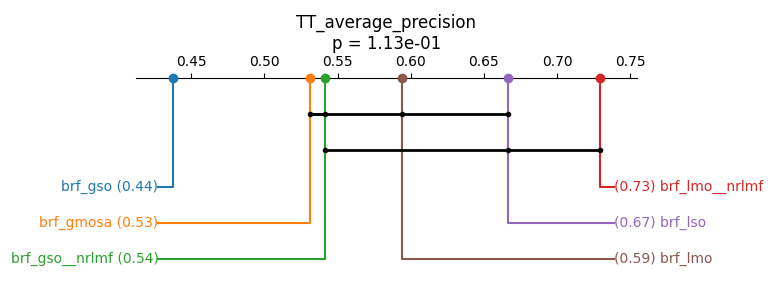 TT_average_precision
p = 1.13e-01
0.45 0.50 0.55 0.60 0.65 0.70 0.75
brf_gso (0.44) (0.73) brf_lmo__nrlmf
brf_gmosa (0.53) (0.67) brf_lso
brf_gso__nrlmf (0.54) (0.59) brf_lmo